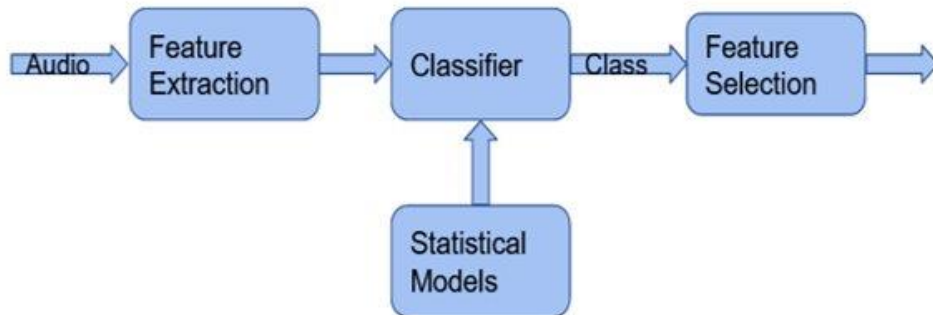 Audio
Feature
Extraction
Classifier
Class
Feature
Selection
Statistical
Models